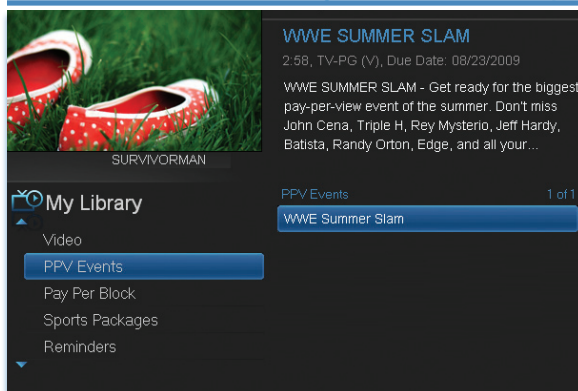 SURVIVORMAN
My Library
Video
PPV Events
Pay Per Block
Sports Packages
Reminders
WWE SUMMER SLAM
2:58, TV-PG (V), Due Date: 08/23/2009
WWE SUMMER SLAM - Get ready for the biggest
pay-per-view event of the summer. Don't miss
John Cena, Triple H, Rey Mysterio, Jeff Hardy,
Batista, Randy Orton, Edge, and all your...
PPV Events 1 of 1
WWE Summer Slam